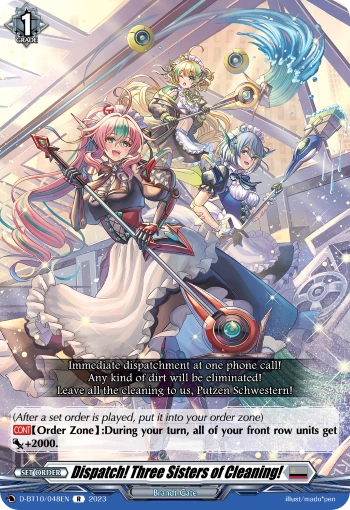 1
GRADE
Immediate dispatchment at one phone call!
Any kind of dirt will be eliminated!
Leave all the cleaning to us, Putzen Schwestern!
(After a set order is played, put it into your order zone)
CONT【Order Zone】:During your turn, all of your front row units get
+2000.
SET ORDER
Dispatch! Three Sisters of Cleaning!
Brandt Gate
D-BT10/048EN R 2023
illust/mado*pen